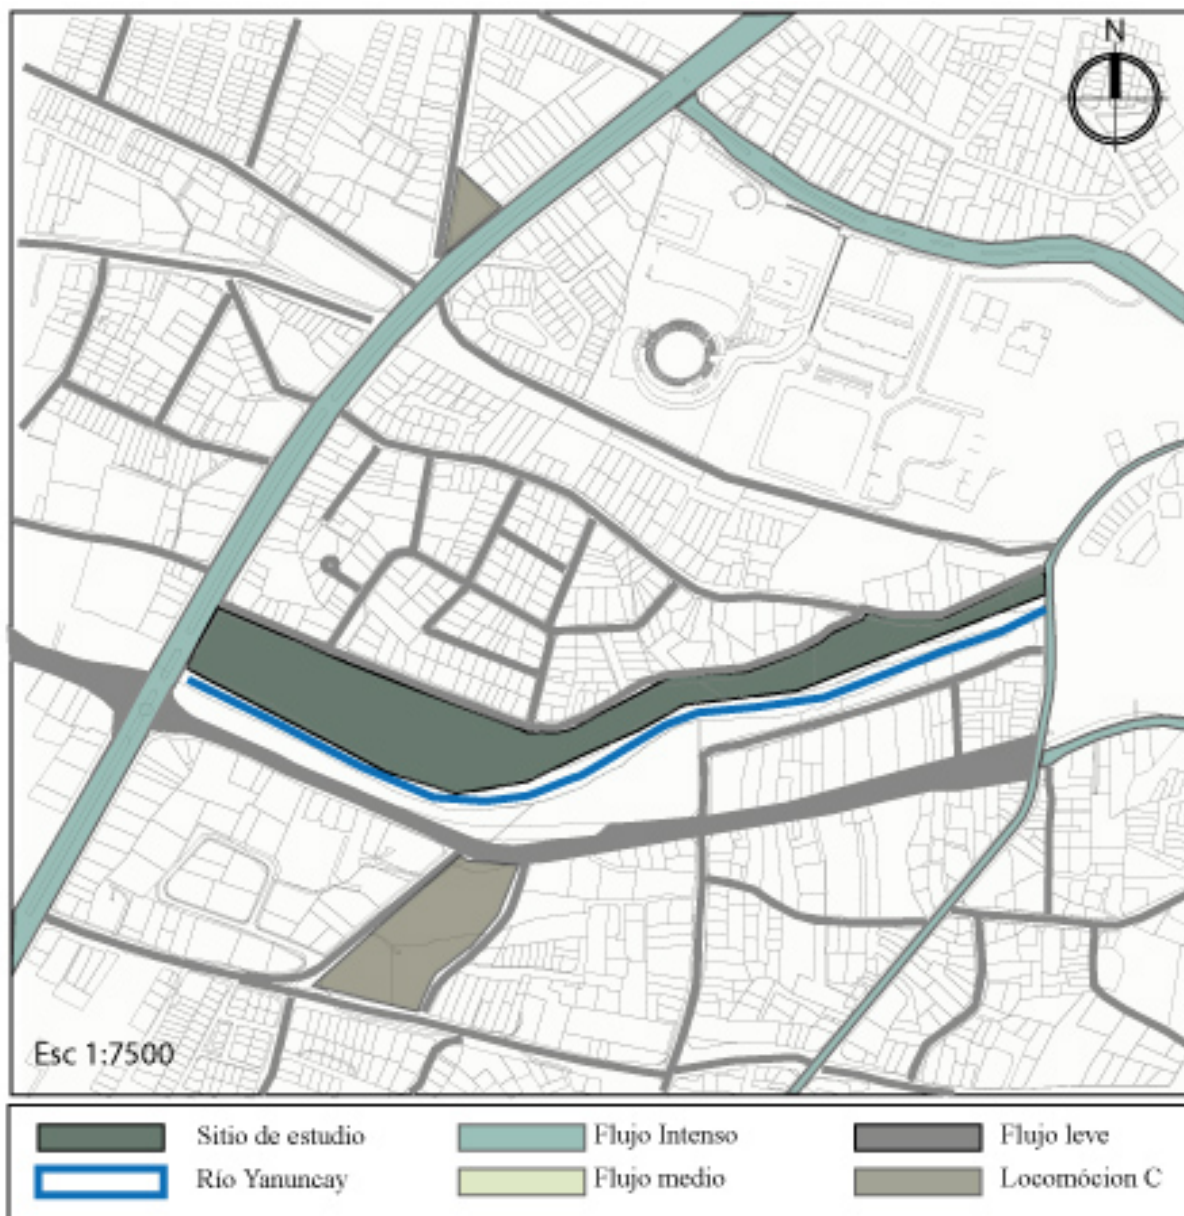 N
Esc 1:7500
Sitio de estudio
Flujo Intenso
Flujo leve
Río Yanuncay
Flujo medio
Locomócion C